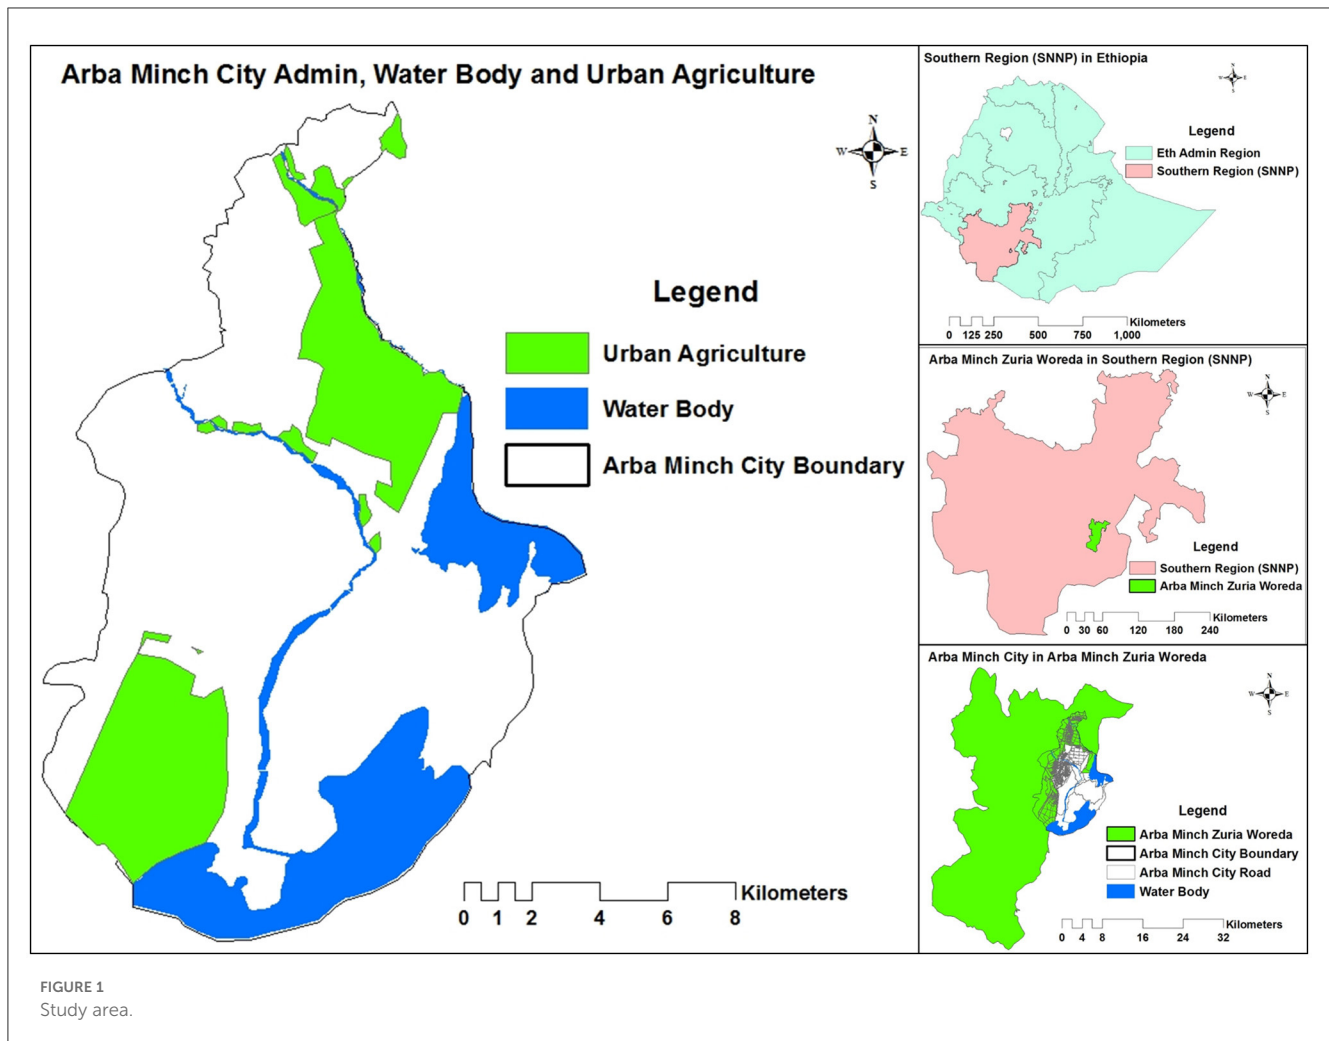 Arba Minch City Admin, Water Body and Urban Agriculture
N
W E
S
Legend
Urban Agriculture
Water Body
Arba Minch City Boundary
Kilometers
0 1 2 4 6 8
Southern Region (SNNP) in Ethiopia
N
W E
S
Legend
Eth Admin Region
Southern Region (SNNP)
Kilometers
0 125 250 500 750 1,000
Arba Minch Zuria Woreda in Southern Region (SNNP)
N
W E
S
Legend
Southern Region (SNNP)
Arba Minch Zuria Woreda
Kilometers
0 30 60 120 180 240
Arba Minch City in Arba Minch Zuria Woreda
N
W E
S
Legend
Arba Minch Zuria Woreda
Arba Minch City Boundary
Arba Minch City Road
Water Body
Kilometers
0 4 8 16 24 32
FIGURE 1
Study area.